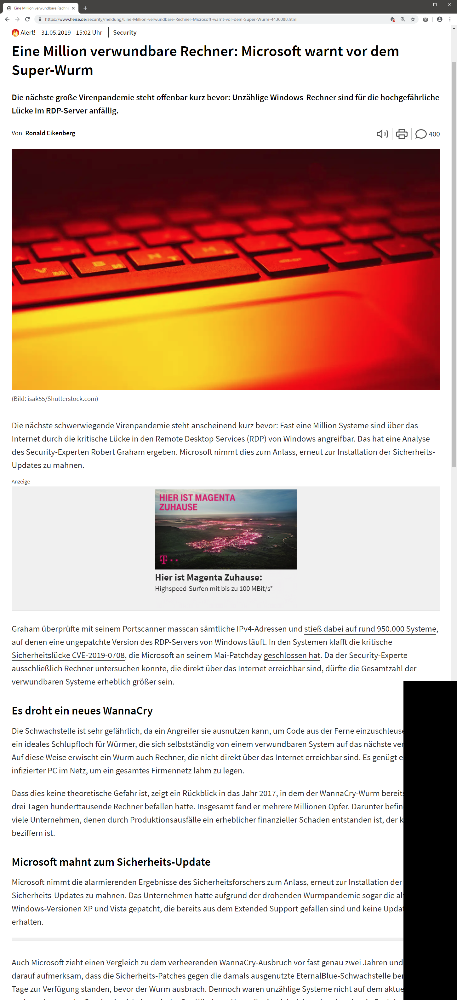 Eine Million verwundbare Rechne
https://www.heise.de/security/meldung/Eine-Million-verwundbare-Rechner-Microsoft-warnt-vor-dem-Super-Wurm-4436088.html
Alert! 31.05.2019 15:02 Uhr Security
Eine Million verwundbare Rechner: Microsoft warnt vor dem
Super-Wurm
Die nächste große Virenpandemie steht offenbar kurz bevor: Unzählige Windows-Rechner sind für die hochgefährliche
Lücke im RDP-Server anfällig.
Von Ronald Eikenberg
400
V
B
N
M
(Bild: isak55/Shutterstock.com)
Die nächste schwerwiegende Virenpandemie steht anscheinend kurz bevor: Fast eine Million Systeme sind über das
Internet durch die kritische Lücke in den Remote Desktop Services (RDP) von Windows angreifbar. Das hat eine Analyse
des Security-Experten Robert Graham ergeben. Microsoft nimmt dies zum Anlass, erneut zur Installation der Sicherheits-
Updates zu mahnen.
Anzeige
HIER IST MAGENTA
ZUHAUSE
T
Hier ist Magenta Zuhause:
Highspeed-Surfen mit bis zu 100 MBit/s*
Graham überprüfte mit seinem Portscanner masscan sämtliche IPv4-Adressen und stieß dabei auf rund 950.000 Systeme,
auf denen eine ungepatchte Version des RDP-Servers von Windows läuft. In den Systemen klafft die kritische
Sicherheitslücke CVE-2019-0708, die Microsoft an seinem Mai-Patchday geschlossen hat. Da der Security-Experte
ausschließlich Rechner untersuchen konnte, die direkt über das Internet erreichbar sind, dürfte die Gesamtzahl der
verwundbaren Systeme erheblich größer sein.
Es droht ein neues WannaCry
Die Schwachstelle ist sehr gefährlich, da ein Angreifer sie ausnutzen kann, um Code aus der Ferne einzuschleuse
ein ideales Schlupfloch für Würmer, die sich selbstständig von einem verwundbaren System auf das nächste ver
Auf diese Weise erwischt ein Wurm auch Rechner, die nicht direkt über das Internet erreichbar sind. Es genügt e
infizierter PC im Netz, um ein gesamtes Firmennetz lahm zu legen.
Dass dies keine theoretische Gefahr ist, zeigt ein Rückblick in das Jahr 2017, in dem der WannaCry-Wurm bereits
drei Tagen hunderttausende Rechner befallen hatte. Insgesamt fand er mehrere Millionen Opfer. Darunter befin
viele Unternehmen, denen durch Produktionsausfälle ein erheblicher finanzieller Schaden entstanden ist, der k
beziffern ist.
Microsoft mahnt zum Sicherheits-Update
Microsoft nimmt die alarmierenden Ergebnisse des Sicherheitsforschers zum Anlass, erneut zur Installation der
Sicherheits-Updates zu mahnen. Das Unternehmen hatte aufgrund der drohenden Wurmpandemie sogar die al
Windows-Versionen XP und Vista gepatcht, die bereits aus dem Extended Support gefallen sind und keine Updat
erhalten.
Auch Microsoft zieht einen Vergleich zu dem verheerenden WannaCry-Ausbruch vor fast genau zwei Jahren und
darauf aufmerksam, dass die Sicherheits-Patches gegen die damals ausgenutzte EternalBlue-Schwachstelle ber
Tage zur Verfügung standen, bevor der Wurm ausbrach. Dennoch waren unzählige Systeme nicht auf dem aktue